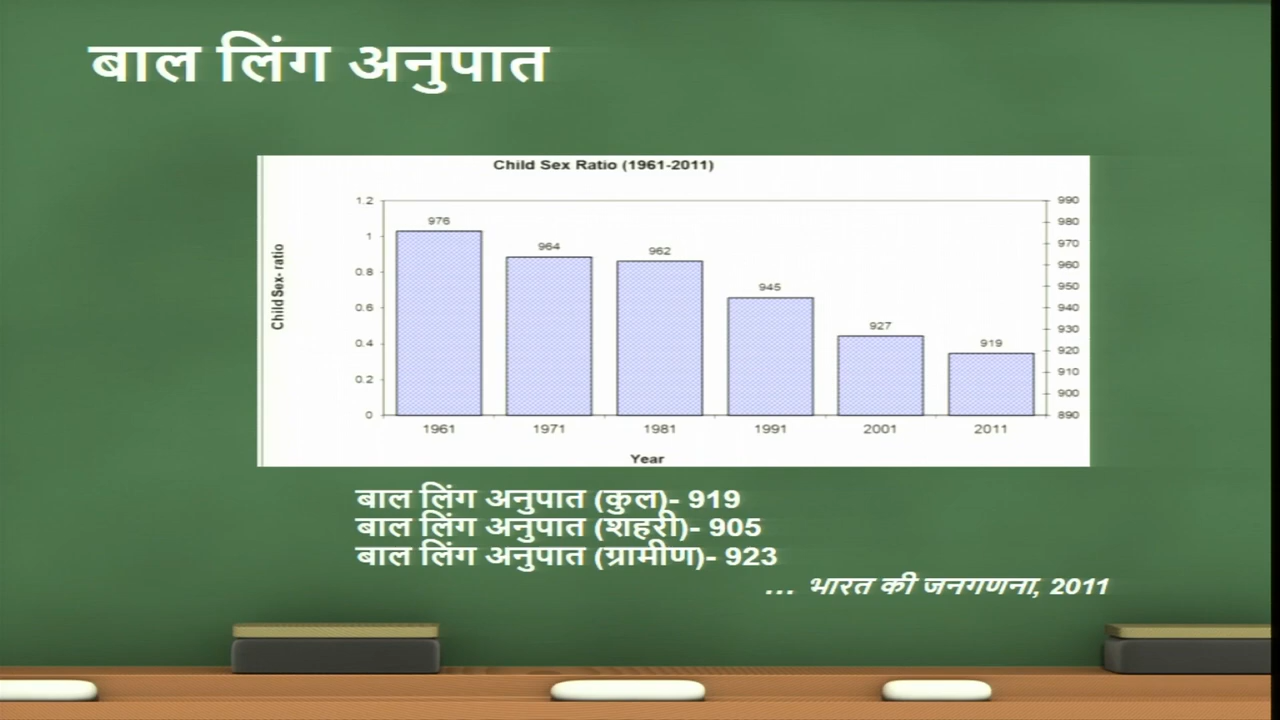 बाल लिंग अनुपात
Child Sex Ratio (1961-2011)
1.2
1
0.8
0.6
0.4
0.2
0
Child Sex- ratio
976
964
962
945
927
919
990
980
970
960
950
940
930
920
910
900
890
1961 1971 1981 1991 2001 2011
Year
बाल लिंग अनुपात (कुल)- 919
बाल लिंग अनुपात (शहरी)- 905
बाल लिंग अनुपात (ग्रामीण)- 923
... भारत की जनगणना, 2011